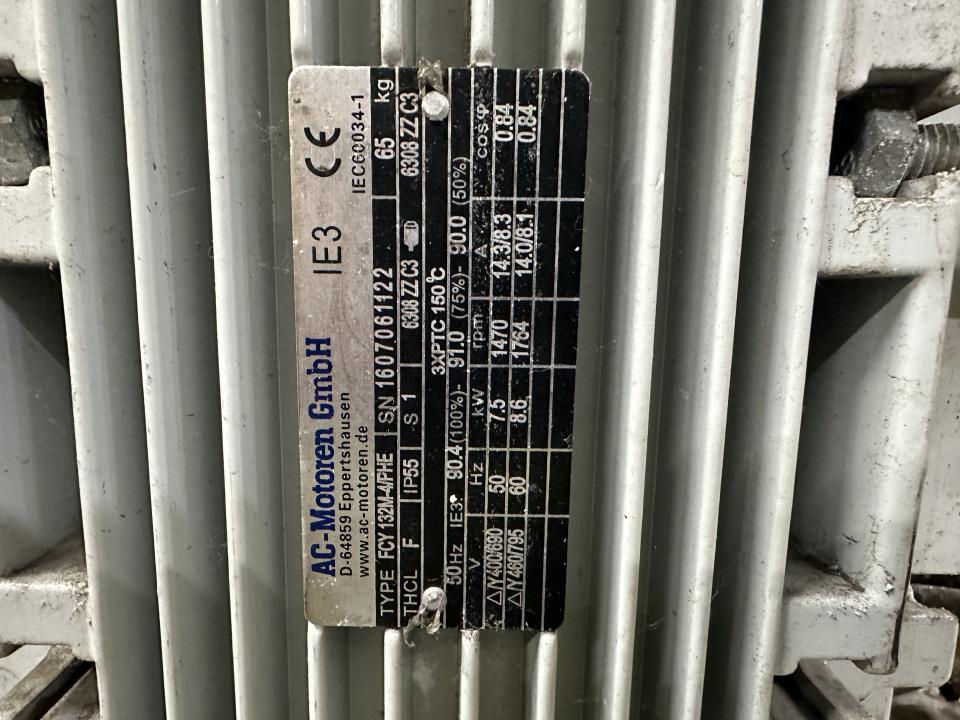 AC-Motoren GmbH IE3 CE
D-64859 Eppertshausen
www.ac-motoren.de IEC60034-1
TYPE FCY 132M-4/PHE SN 1607061122 65 kg
THCL F IP55 S 1 6308 ZZ C3 6308 ZZ C3
3XPTC 150℃
50Hz IE3: 90.4(100%)- 91.0 (75%)- 90.0 (50%)
V Hz kW rpm A cos φ
△/Y 400/690 50 7.5 1470 14.3/8.3 0.84
△/Y 460/795 60 8.6 1764 14.0/8.1 0.84